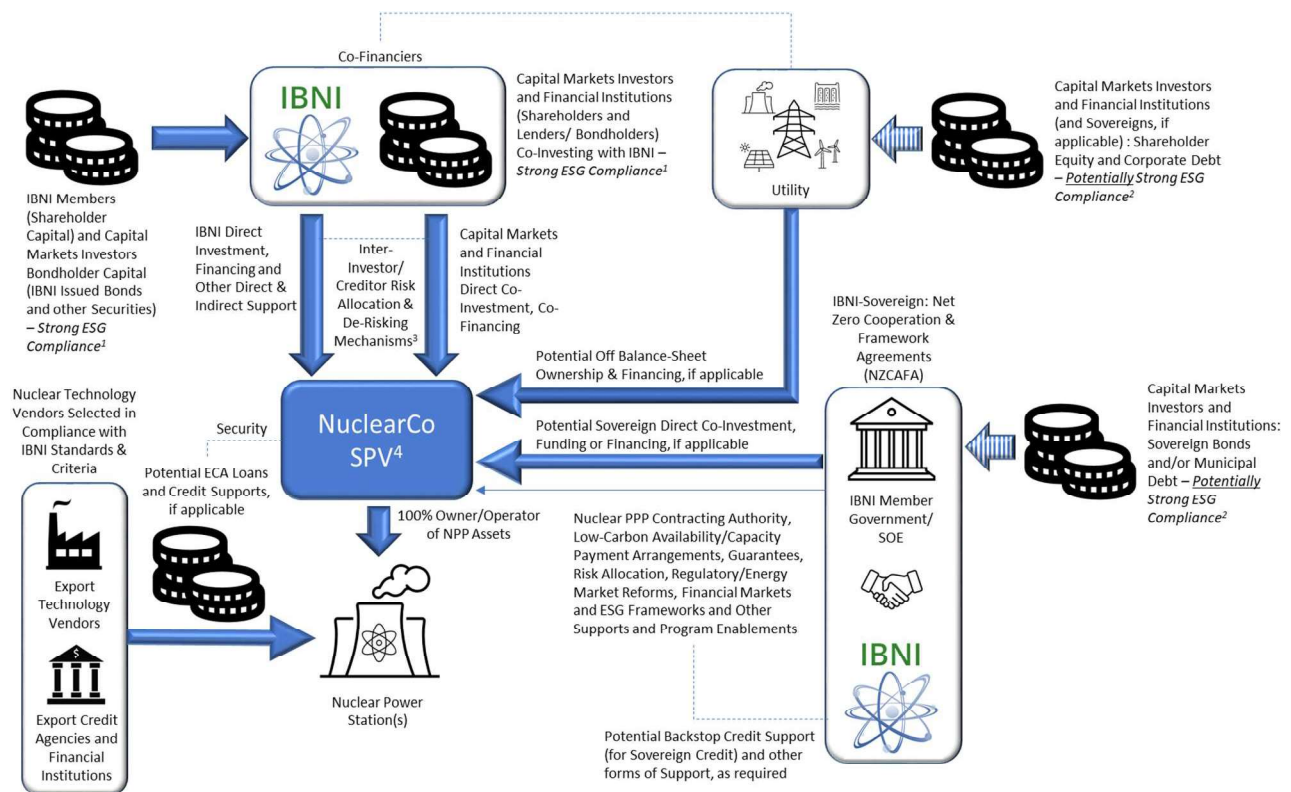 Co-Financiers
IBNI
Capital Markets Investors
and Financial Institutions
(Shareholders and
Lenders/ Bondholders)
Co-Investing with IBNI –
Strong ESG Compliance1
Utility
Capital Markets Investors
and Financial Institutions
(and Sovereigns, if
applicable) : Shareholder
Equity and Corporate Debt
– Potentially Strong ESG
Compliance2
IBNI Members
(Shareholder
Capital) and Capital
Markets Investors
Bondholder Capital
(IBNI Issued Bonds
and other Securities)
– Strong ESG
Compliance1
IBNI Direct
Investment,
Financing and
Other Direct &
Indirect Support
Inter-
Investor/
Creditor Risk
Allocation &
De-Risking
Mechanisms3
Capital Markets
and Financial
Institutions
Direct Co-
Investment, Co-
Financing
Potential Off Balance-Sheet
Ownership & Financing, if applicable
IBNI-Sovereign: Net
Zero Cooperation &
Framework
Agreements
(NZCAFA)
Nuclear Technology
Vendors Selected in
Compliance with
IBNI Standards &
Criteria
Security
NuclearCo
SPV4
Potential Sovereign Direct Co-Investment,
Funding or Financing, if applicable
Capital Markets
Investors and
Financial Institutions:
Sovereign Bonds
and/or Municipal
Debt – Potentially
Strong ESG
Compliance2
Potential ECA Loans
and Credit Supports,
if applicable
100% Owner/Operator
of NPP Assets
IBNI Member
Government/
SOE
Nuclear PPP Contracting Authority,
Low-Carbon Availability/Capacity
Payment Arrangements, Guarantees,
Risk Allocation, Regulatory/Energy
Market Reforms, Financial Markets
and ESG Frameworks and Other
Supports and Program Enablements
Export
Technology
Vendors
$
Export Credit
Agencies and
Financial
Institutions
Nuclear Power
Station(s)
IBNI
Potential Backstop Credit Support
(for Sovereign Credit) and other
forms of Support, as required